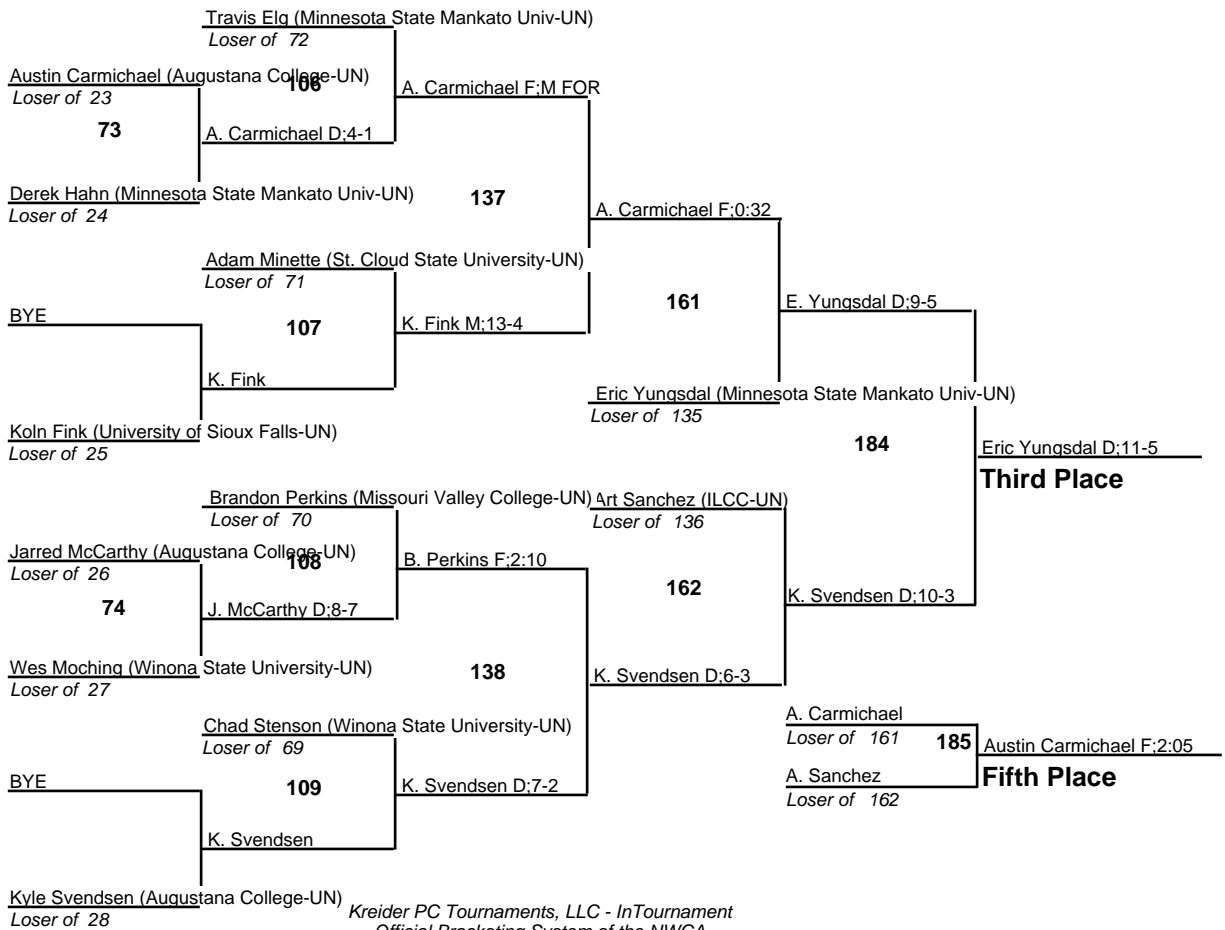 Travis Elg (Minnesota State Mankato Univ-UN)
Loser of 72
Austin Carmichael (Augustana College-UN)
Loser of 23
106
A. Carmichael F;M FOR
73
A. Carmichael D;4-1
Derek Hahn (Minnesota State Mankato Univ-UN)
Loser of 24
137
A. Carmichael F;0:32
Adam Minette (St. Cloud State University-UN)
Loser of 71
BYE
107
K. Fink M;13-4
161
E. Yungsdal D;9-5
K. Fink
Eric Yungsdal (Minnesota State Mankato Univ-UN)
Loser of 135
Koln Fink (University of Sioux Falls-UN)
Loser of 25
184
Eric Yungsdal D;11-5
Third Place
Brandon Perkins (Missouri Valley College-UN)
Loser of 70
Art Sanchez (ILCC-UN)
Loser of 136
Jarred McCarthy (Augustana College-UN)
Loser of 26
108
B. Perkins F;2:10
74
J. McCarthy D;8-7
162
K. Svendsen D;10-3
Wes Moching (Winona State University-UN)
Loser of 27
138
K. Svendsen D;6-3
Chad Stenson (Winona State University-UN)
Loser of 69
A. Carmichael
Loser of 161
185
Austin Carmichael F;2:05
Fifth Place
A. Sanchez
Loser of 162
BYE
109
K. Svendsen D;7-2
K. Svendsen
Kyle Svendsen (Augustana College-UN)
Loser of 28
Kreider PC Tournaments, LLC - InTournament
Official Bracketing System of the NWCA